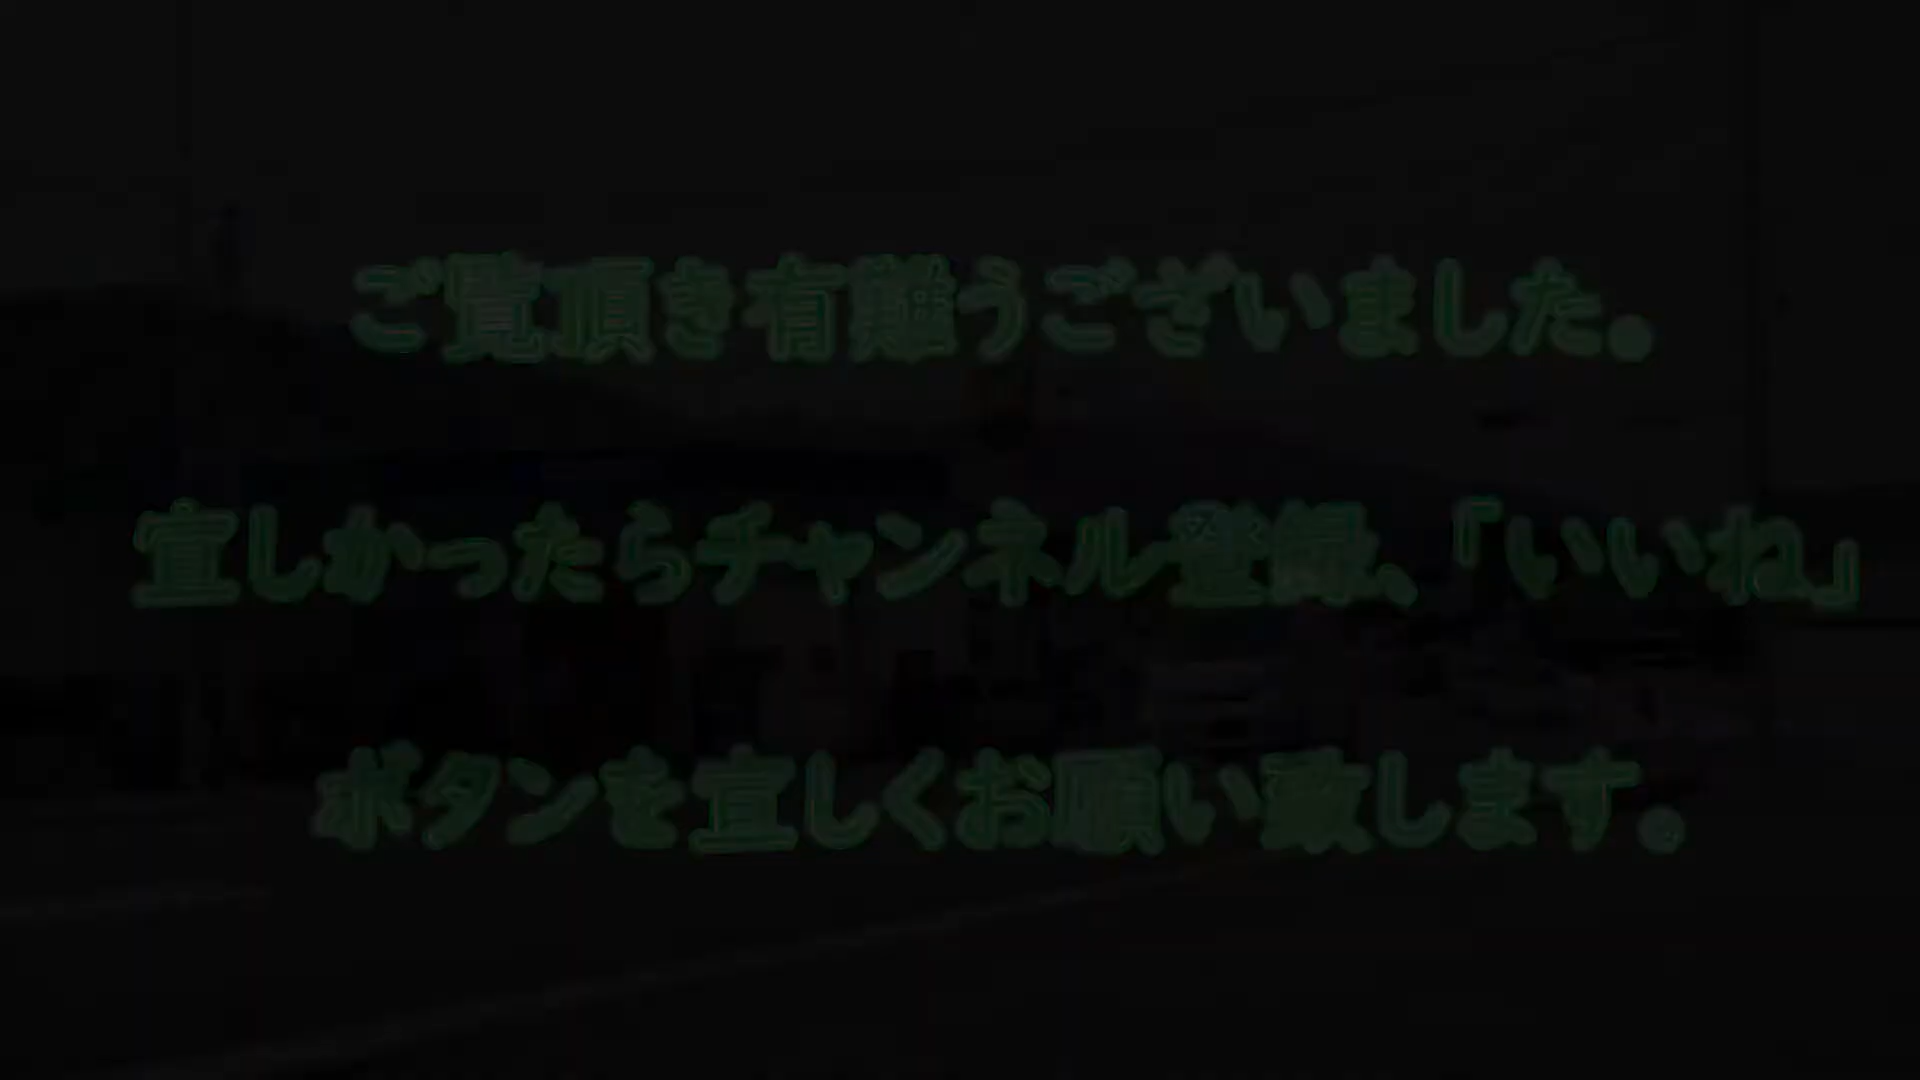 ご覧頂き有難うございました。
宜しかったらチャンネル登録、「いいね」
ボタンを宜しくお願い致します。